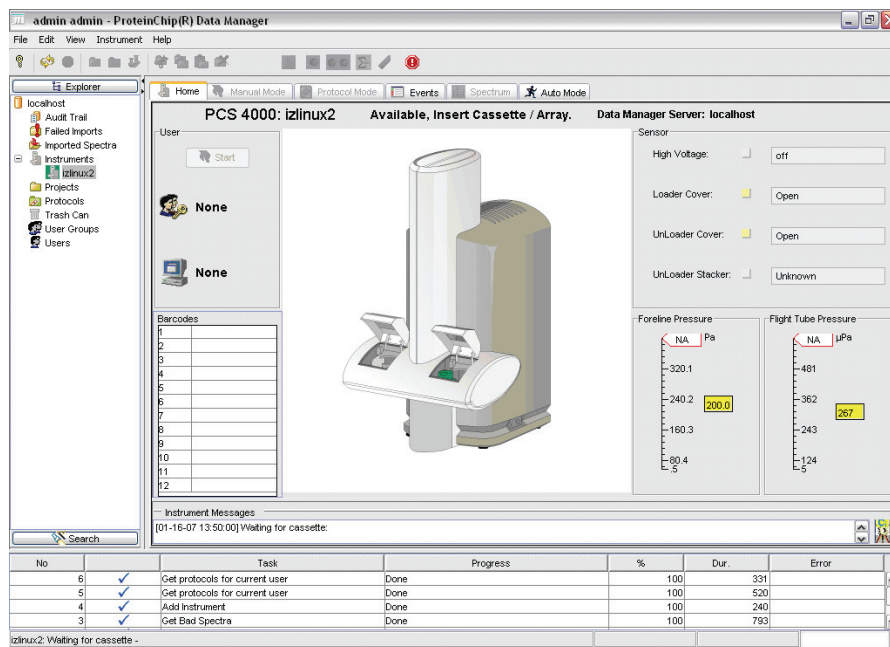 admin admin - ProteinChip(R) Data Manager
File Edit View Instrument Help
Explorer
localhost
Audit Trail
Failed Imports
Imported Spectra
Instruments
izlinux2
Projects
Protocols
Trash Can
User Groups
Users
Search
Home Manual Mode Protocol Mode Events Spectrum Auto Mode
PCS 4000: izlinux2 Available, Insert Cassette / Array. Data Manager Server: localhost
User
Start
None
None
Barcodes
1
2
3
4
5
6
7
8
9
10
11
12
Sensor
High Voltage: off
Loader Cover: Open
UnLoader Cover: Open
UnLoader Stacker: Unknown
Foreline Pressure
NA Pa
320.1
240.2
200.0
160.3
80.4
.5
Flight Tube Pressure
NA µPa
481
362
267
243
124
5
Instrument Messages
[01-16-07 13:50:00] Waiting for cassette:
No Task Progress % Dur. Error
6 Get protocols for current user Done 100 331
5 Get protocols for current user Done 100 520
4 Add Instrument Done 100 240
3 Get Bad Spectra Done 100 793
izlinux2: Waiting for cassette -